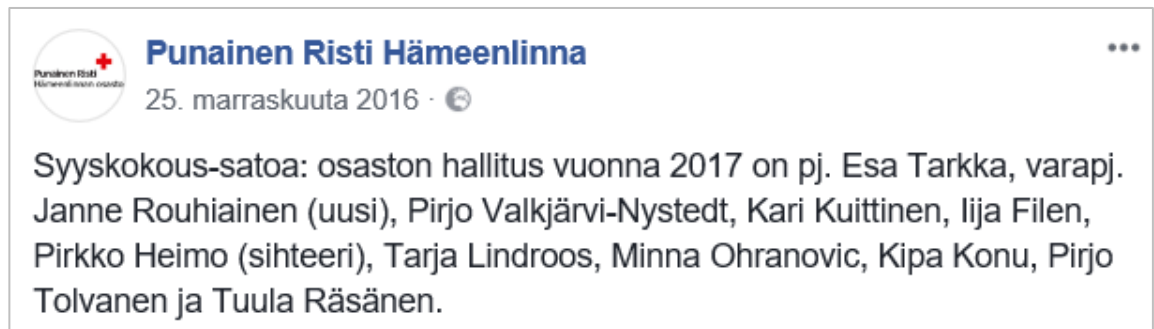 Punainen Risti
Hämeenlinnan osasto
Punainen Risti Hämeenlinna
25. marraskuuta 2016 ·
Syyskokous-satoa: osaston hallitus vuonna 2017 on pj. Esa Tarkka, varapj.
Janne Rouhiainen (uusi), Pirjo Valkjärvi-Nystedt, Kari Kuittinen, Iija Filen,
Pirkko Heimo (sihteeri), Tarja Lindroos, Minna Ohranovic, Kipa Konu, Pirjo
Tolvanen ja Tuula Räsänen.